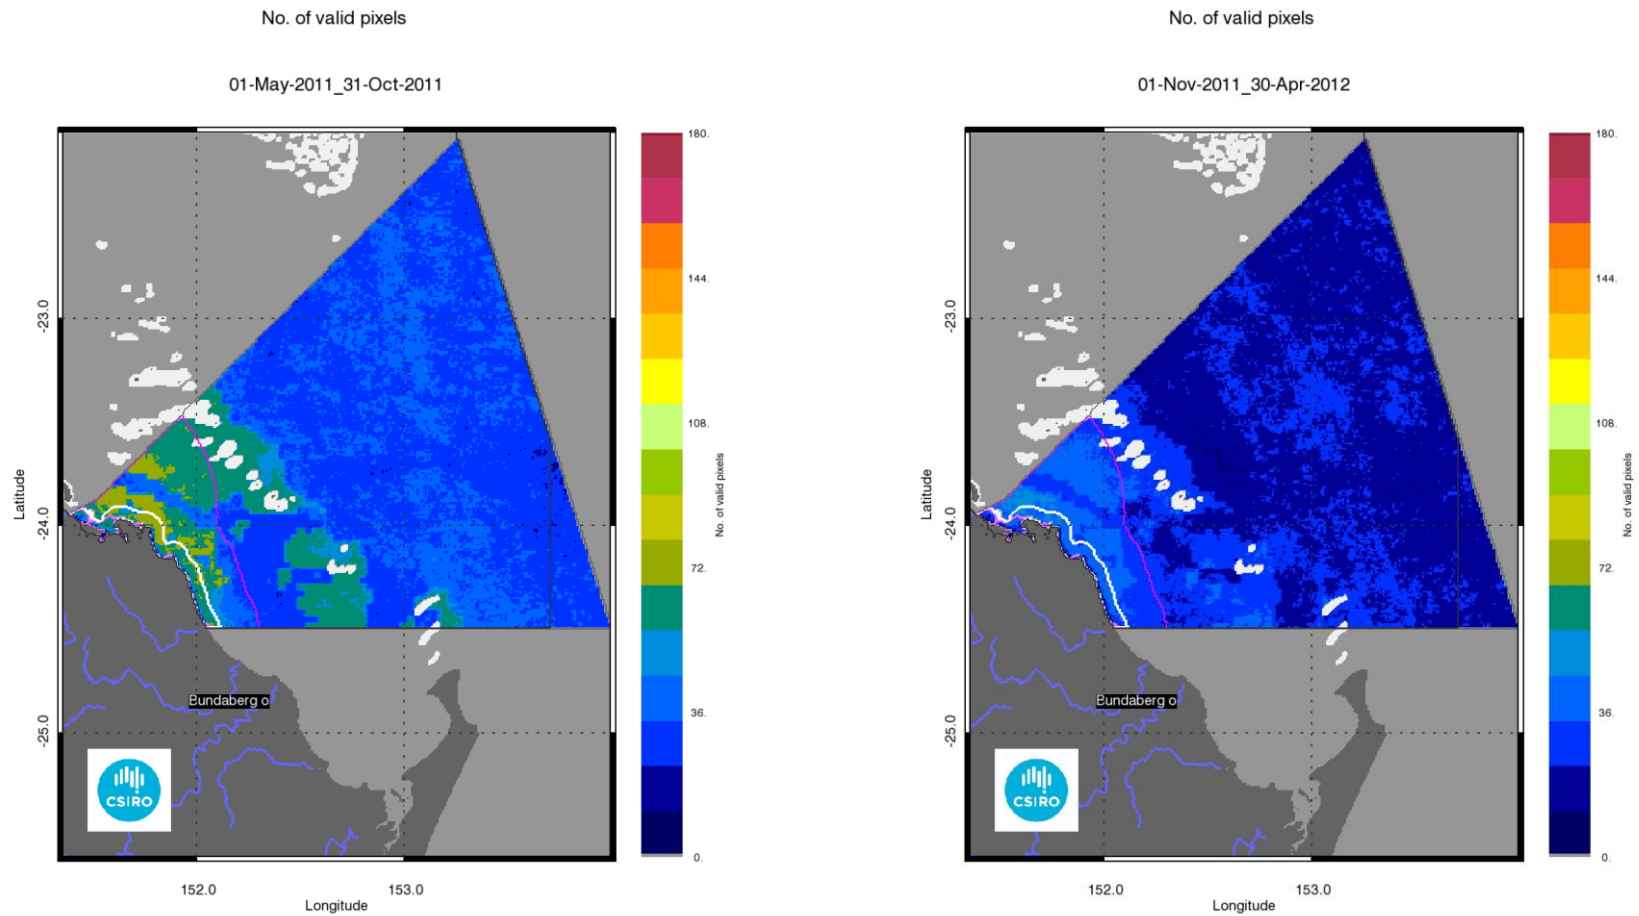 No. of valid pixels
01-May-2011_31-Oct-2011
180.
144.
108.
72.
36.
0.
No. of valid pixels
-23.0
-24.0
-25.0
Latitude
Bundaberg o
CSIRO
152.0
153.0
Longitude
No. of valid pixels
01-Nov-2011_30-Apr-2012
180.
144.
108.
72.
36.
0.
No. of valid pixels
-23.0
-24.0
-25.0
Latitude
Bundaberg o
CSIRO
152.0
153.0
Longitude